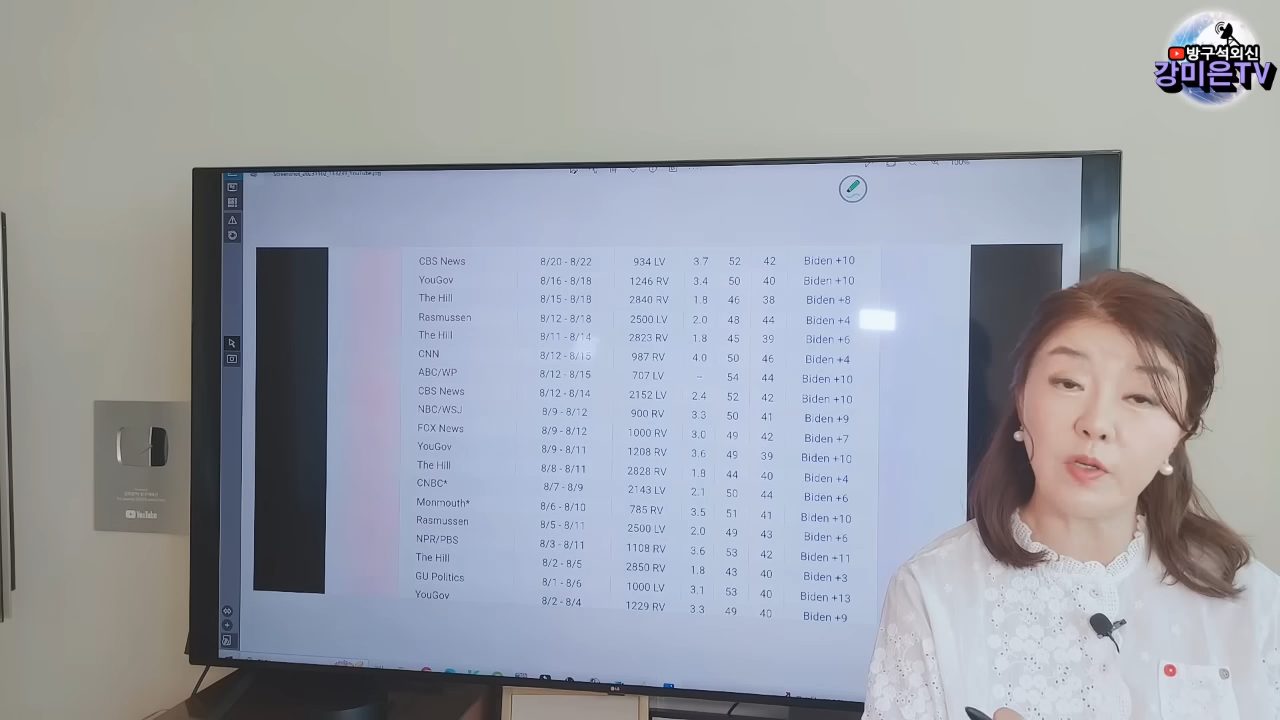 방구석외신
강미은TV
100%
CBS News 8/20 - 8/22 934 LV 3.7 52 42 Biden +10
YouGov 8/16 - 8/18 1246 RV 3.4 50 40 Biden +10
The Hill 8/15 - 8/18 2840 RV 1.8 46 38 Biden +8
Rasmussen 8/12 - 8/18 2500 LV 2.0 48 44 Biden +4
The Hill 8/11 - 8/14 2823 RV 1.8 45 39 Biden +6
CNN 8/12 - 8/15 987 RV 4.0 50 46 Biden +4
ABC/WP 8/12 - 8/15 707 LV -- 54 44 Biden +10
CBS News 8/12 - 8/14 2152 LV 2.4 52 42 Biden +10
NBC/WSJ 8/9 - 8/12 900 RV 3.3 50 41 Biden +9
FOX News 8/9 - 8/12 1000 RV 3.0 49 42 Biden +7
YouGov 8/9 - 8/11 1208 RV 3.6 49 39 Biden +10
The Hill 8/8 - 8/11 2828 RV 1.8 44 40 Biden +4
CNBC* 8/7 - 8/9 2143 LV 2.1 50 44 Biden +6
Monmouth* 8/6 - 8/10 785 RV 3.5 51 41 Biden +10
Rasmussen 8/5 - 8/11 2500 LV 2.0 49 43 Biden +6
NPR/PBS 8/3 - 8/11 1108 RV 3.6 53 42 Biden +11
The Hill 8/2 - 8/5 2850 RV 1.8 43 40 Biden +3
GU Politics 8/1 - 8/6 1000 LV 3.1 53 40 Biden +13
YouGov 8/2 - 8/4 1229 RV 3.3 49 40 Biden +9
YouTube
LG